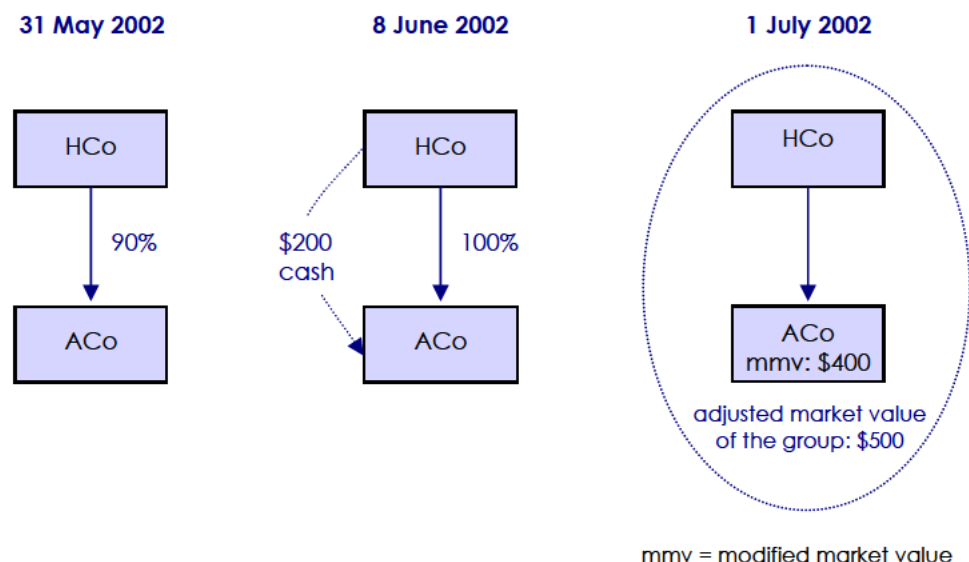 31 May 2002
8 June 2002
1 July 2002
HCo
HCo
HCo
90%
$200
cash
100%
ACo
ACo
ACo
mmv: $400
adjusted market value
of the group: $500
mmv = modified market value